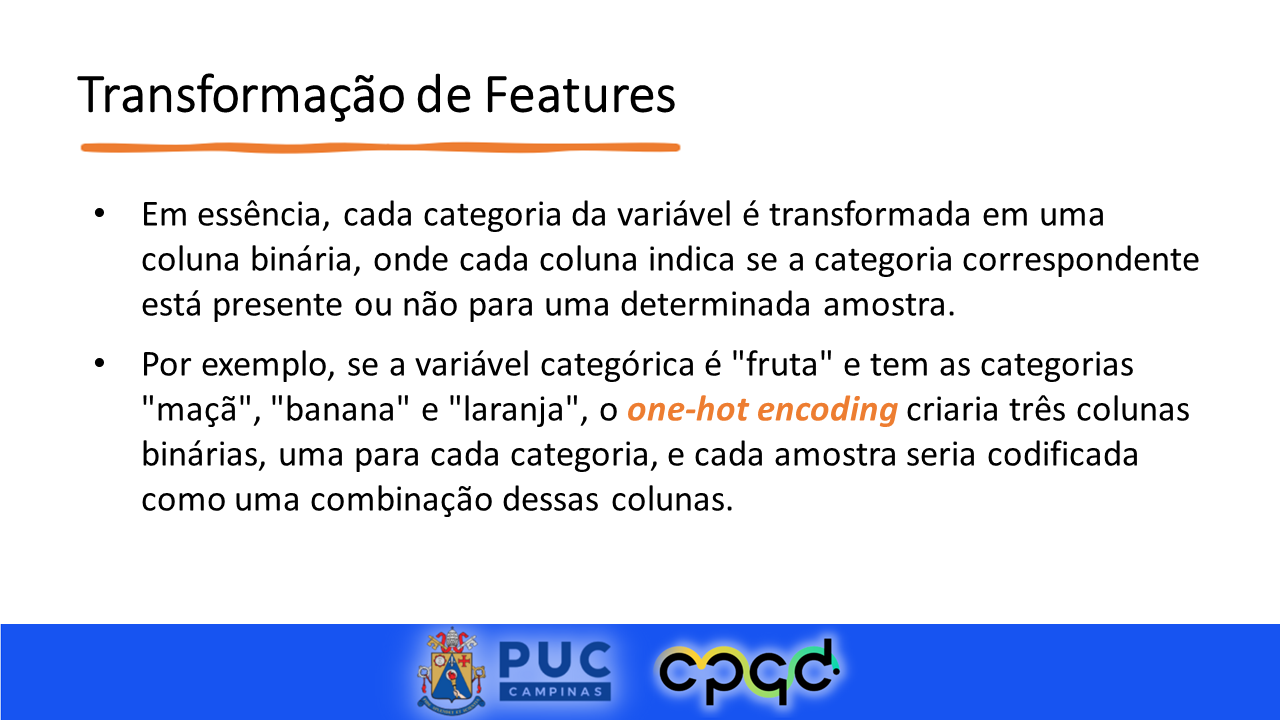 Transformação de Features
• Em essência, cada categoria da variável é transformada em uma
coluna binária, onde cada coluna indica se a categoria correspondente
está presente ou não para uma determinada amostra.
• Por exemplo, se a variável categórica é "fruta" e tem as categorias
"maçã", "banana" e "laranja", o one-hot encoding criaria três colunas
binárias, uma para cada categoria, e cada amostra seria codificada
como uma combinação dessas colunas.
PUC
CAMPINAS
cpqd